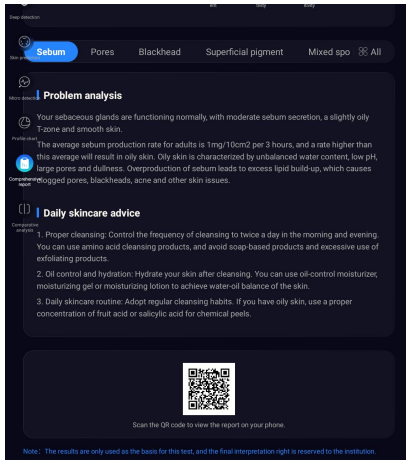 Deep detection
Skin
Sebum
Pores
Blackhead
Superficial pigment
Mixed spo
All
Micro detection
Problem analysis
Your sebaceous glands are functioning normally, with moderate sebum secretion, a slightly oily
T-zone and smooth skin.
Profile chart
The average sebum production rate for adults is 1mg/10cm2 per 3 hours, and a rate higher than
this average will result in oily skin. Oily skin is characterized by unbalanced water content, low pH,
large pores and dullness. Overproduction of sebum leads to excess lipid build-up, which causes
clogged pores, blackheads, acne and other skin issues.
Comprehensive
report
Daily skincare advice
Comparative
analysis
1. Proper cleansing: Control the frequency of cleansing to twice a day in the morning and evening.
You can use amino acid cleansing products, and avoid soap-based products and excessive use of
exfoliating products.
2. Oil control and hydration: Hydrate your skin after cleansing. You can use oil-control moisturizer,
moisturizing gel or moisturizing lotion to achieve water-oil balance of the skin.
3. Daily skincare routine: Adopt regular cleansing habits. If you have oily skin, use a proper
concentration of fruit acid or salicylic acid for chemical peels.
Scan the QR code to view the report on your phone.
Note: The results are only used as the basis for this test, and the final interpretation right is reserved to the institution.